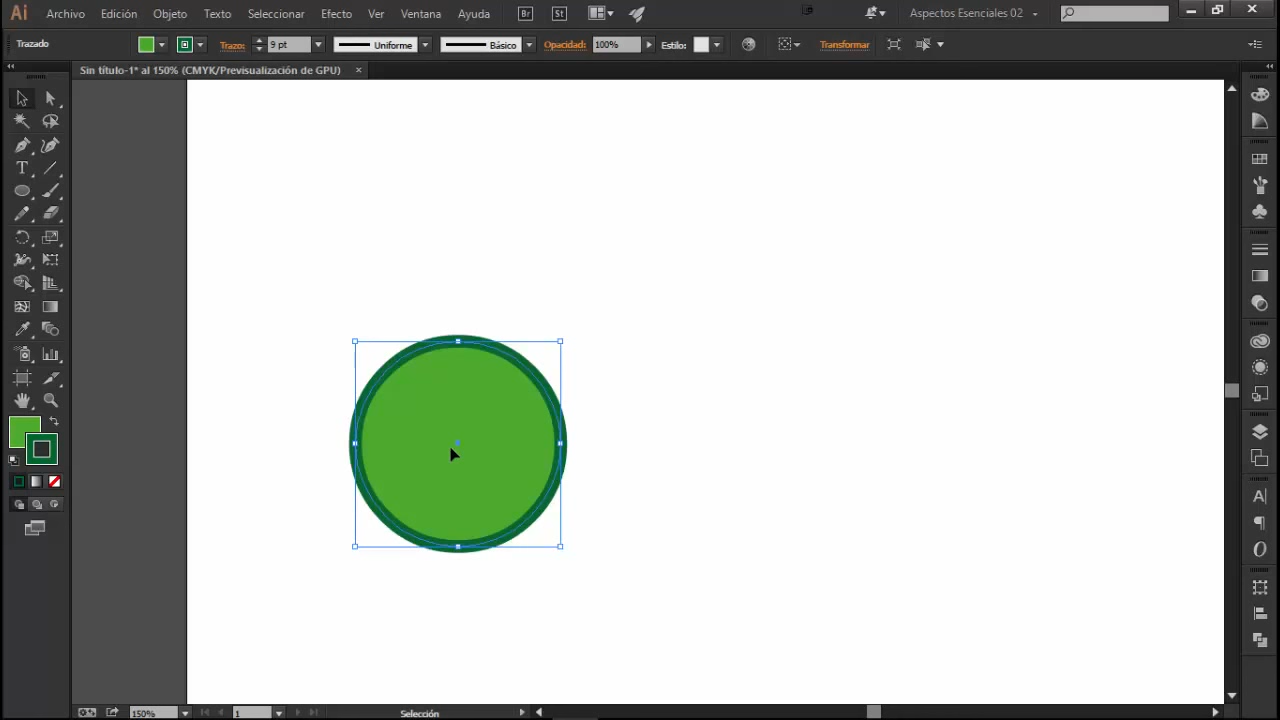 Ai Archivo Edición Objeto Texto Seleccionar Efecto Ver Ventana Ayuda Br St Aspectos Esenciales 02
Trazado Trazo: 9 pt Uniforme Básico Opacidad: 100% Estilo: Transformar
Sin título-1* al 150% (CMYK/Previsualización de GPU) ×
150% 1 Selección